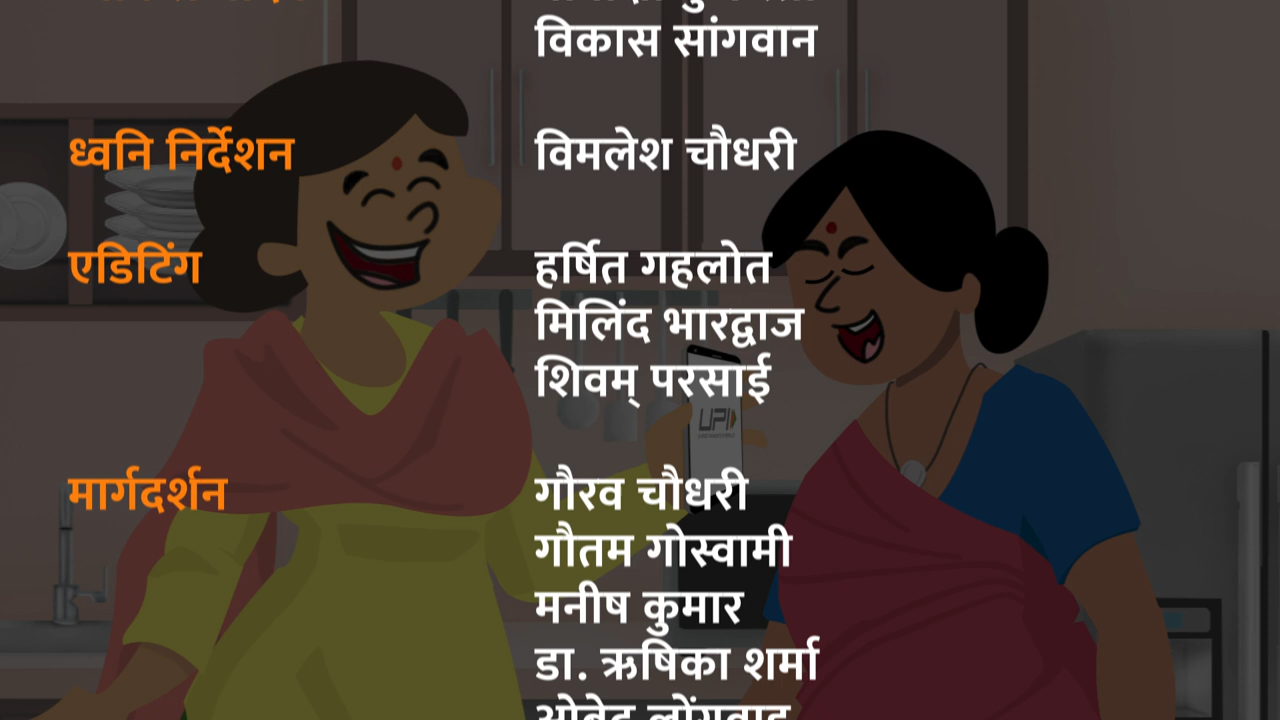 विकास सांगवान
ध्वनि निर्देशन विमलेश चौधरी
एडिटिंग हर्षित गहलोत
मिलिंद भारद्वाज
शिवम् परसाई
UPI
मार्गदर्शन गौरव चौधरी
गौतम गोस्वामी
मनीष कुमार
डा. ऋषिका शर्मा